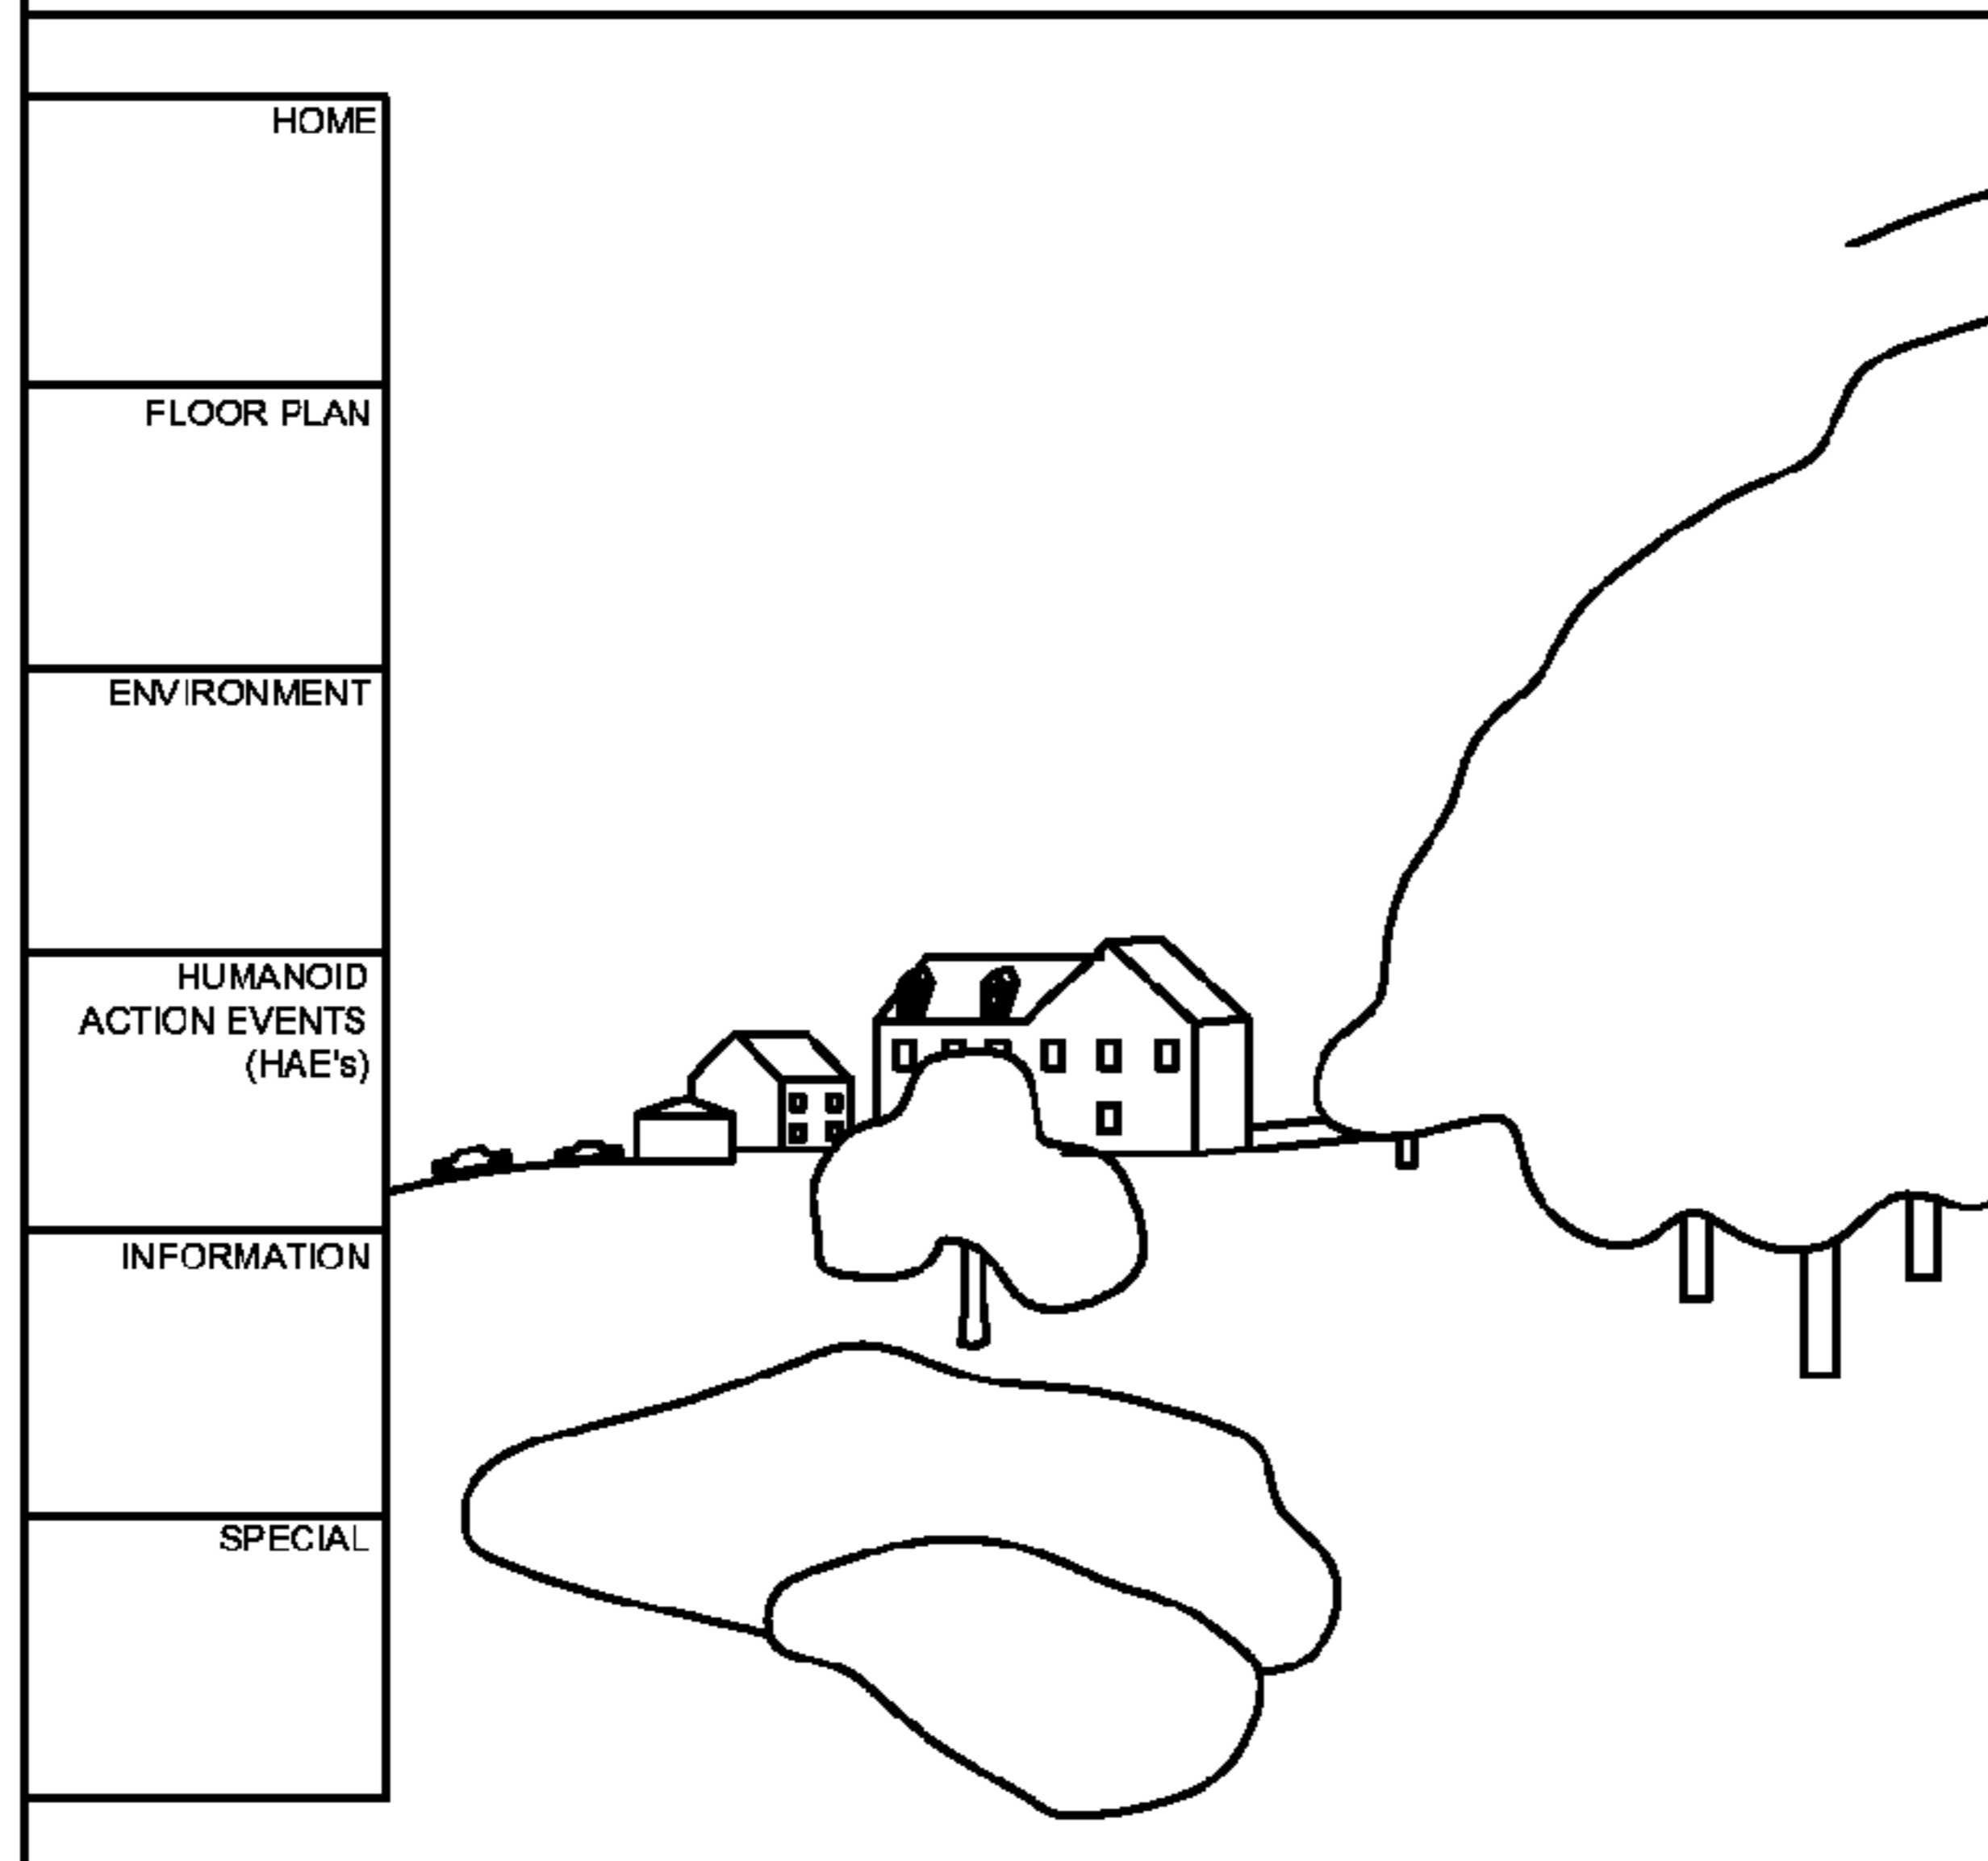 HOME
FLOOR PLAN
ENVIRONMENT
HUMANOID
ACTION EVENTS
(HAE's)
INFORMATION
SPECIAL